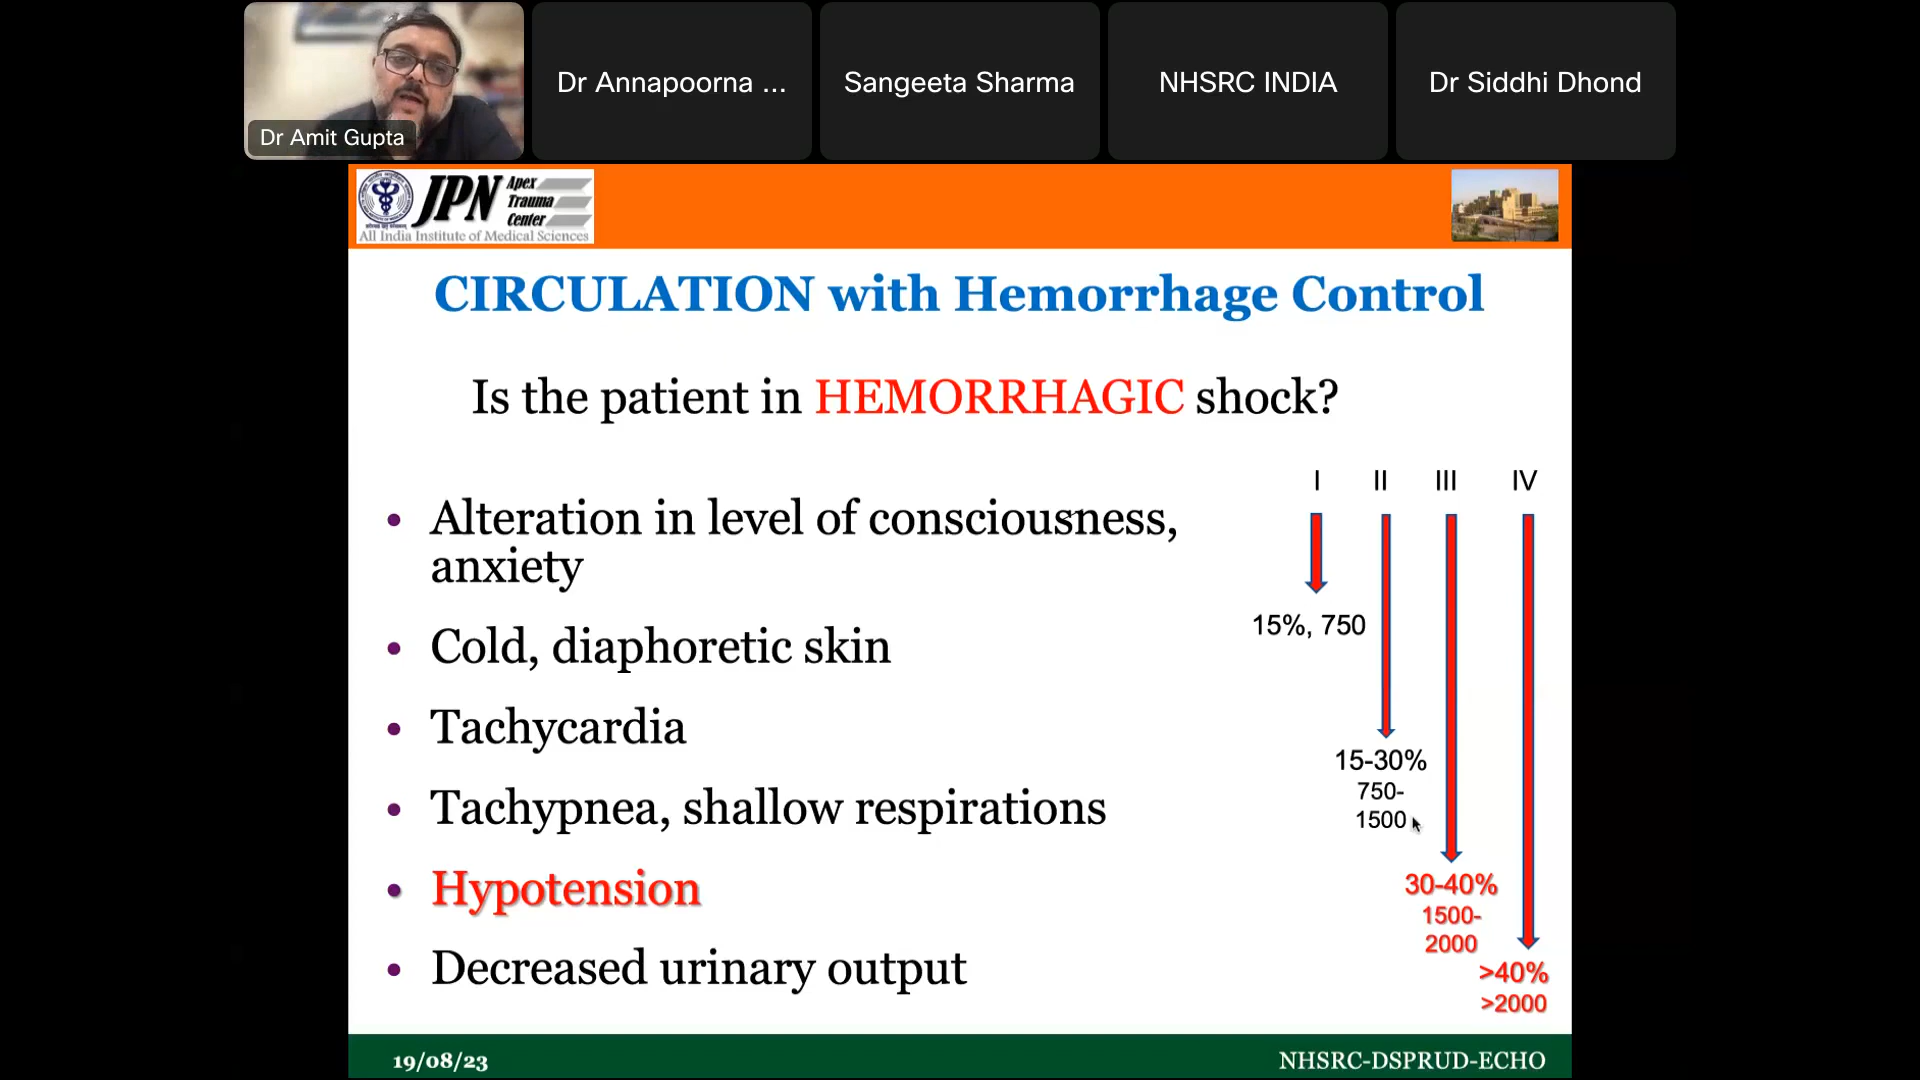 Dr Amit Gupta
Dr Annapoorna ...
Sangeeta Sharma
NHSRC INDIA
Dr Siddhi Dhond
JPN Apex
Trauma
Center
All India Institute of Medical Sciences
CIRCULATION with Hemorrhage Control
Is the patient in HEMORRHAGIC shock?
• Alteration in level of consciousness,
anxiety
• Cold, diaphoretic skin
• Tachycardia
• Tachypnea, shallow respirations
• Hypotension
• Decreased urinary output
I II III IV
15%, 750
15-30%
750-
1500
30-40%
1500-
2000
>40%
>2000
19/08/23
NHSRC-DSPRUD-ECHO